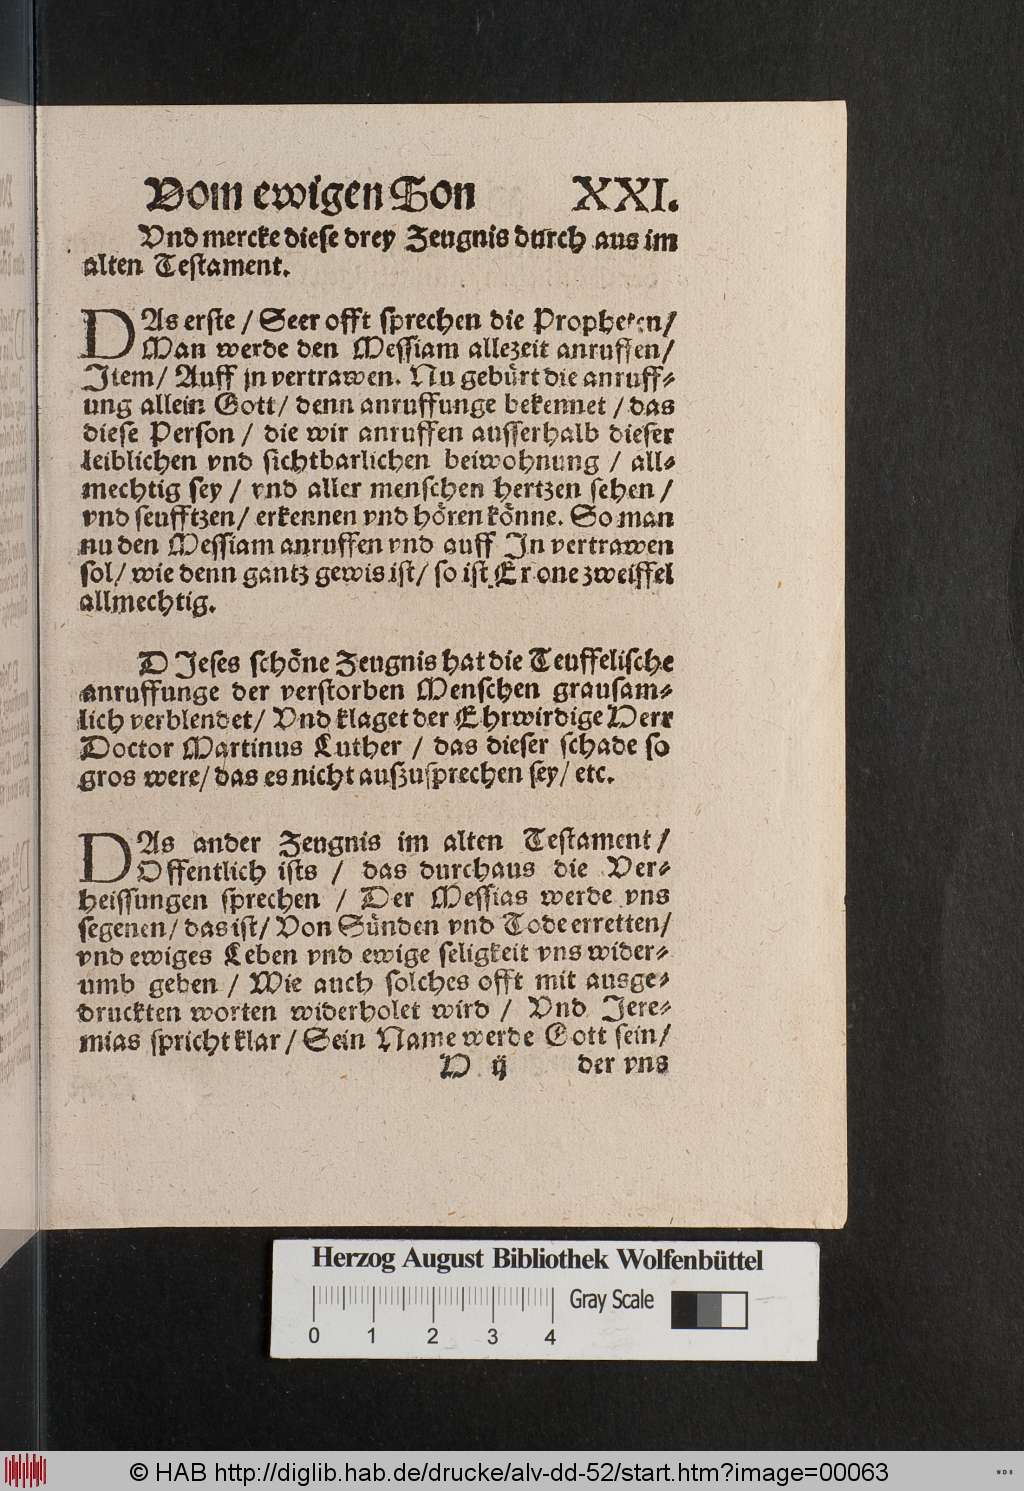 Vom ewigen Son XXI.
Vnd mercke diese drey Zeugnis durch aus im
alten Testament.
DAs erste / Seer offt sprechen die Propheten /
Man werde den Messiam allezeit anruffen /
Item / Auff jn vertrawen. Nu gebürt die anruff-
ung allein Gott / denn anruffunge bekennet / das
diese Person / die wir anruffen ausserhalb dieser
leiblichen vnd sichtbarlichen beiwohnung / all-
mechtig sey / vnd aller menschen hertzen sehen /
vnd seufftzen / erkennen vnd hören könne. So man
nu den Messiam anruffen vnd auff In vertrawen
sol / wie denn gantz gewis ist / so ist Er one zweiffel
allmechtig.
DIeses schöne Zeugnis hat die Teuffelische
anruffunge der verstorben Menschen grausam-
lich verblendet / Vnd klaget der Ehrwirdige Herr
Doctor Martinus Luther / das dieser schade so
gros were / das es nicht außzusprechen sey / etc.
DAs ander Zeugnis im alten Testament /
Offentlich ists / das durchaus die Ver-
heissungen sprechen / Der Messias werde vns
segenen / das ist / Von Sünden vnd Tode erretten /
vnd ewiges Leben vnd ewige seligkeit vns wider-
umb geben / Wie auch solches offt mit ausge-
druckten worten widerholet wird / Vnd Jere-
mias spricht klar / Sein Name werde Gott sein /
D ij der vns
Herzog August Bibliothek Wolfenbüttel
Gray Scale
0 1 2 3 4
© HAB http://diglib.hab.de/drucke/alv-dd-52/start.htm?image=00063